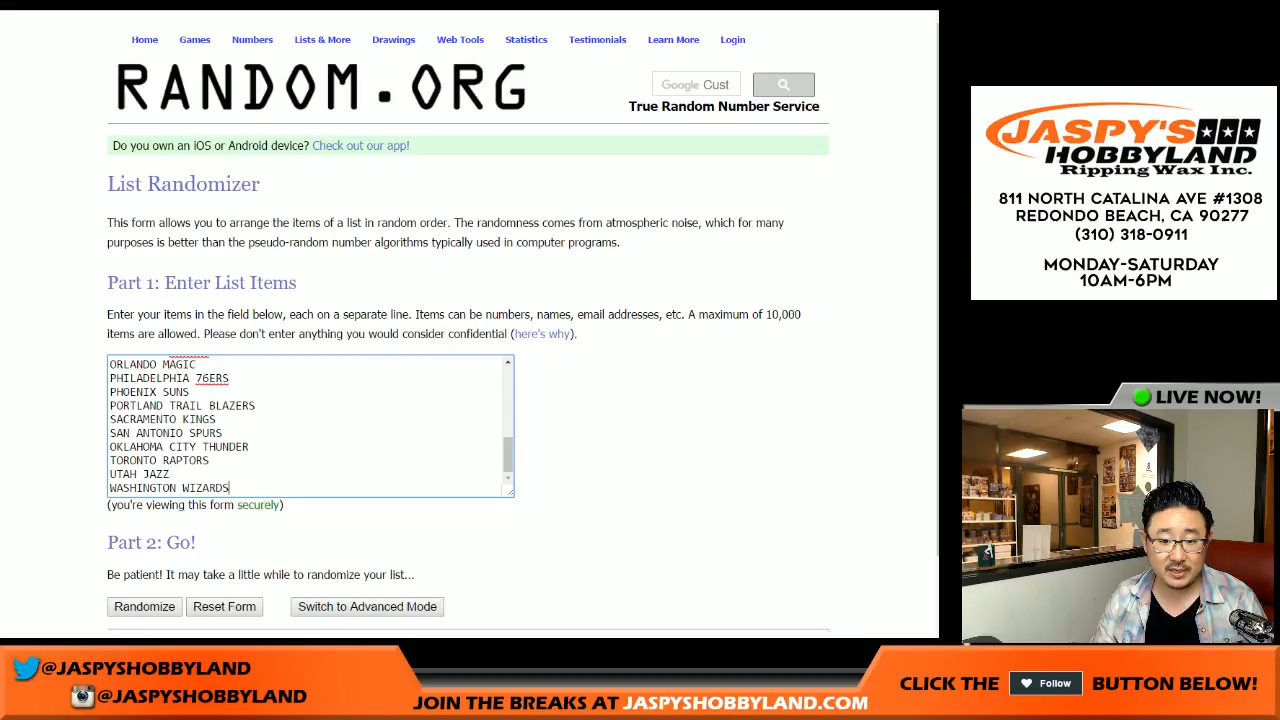 Home Games Numbers Lists & More Drawings Web Tools Statistics Testimonials Learn More Login
RANDOM.ORG
Google Cust
True Random Number Service
Do you own an iOS or Android device? Check out our app!
List Randomizer
This form allows you to arrange the items of a list in random order. The randomness comes from atmospheric noise, which for many
purposes is better than the pseudo-random number algorithms typically used in computer programs.
Part 1: Enter List Items
Enter your items in the field below, each on a separate line. Items can be numbers, names, email addresses, etc. A maximum of 10,000
items are allowed. Please don't enter anything you would consider confidential (here's why).
ORLANDO MAGIC
PHILADELPHIA 76ERS
PHOENIX SUNS
PORTLAND TRAIL BLAZERS
SACRAMENTO KINGS
SAN ANTONIO SPURS
OKLAHOMA CITY THUNDER
TORONTO RAPTORS
UTAH JAZZ
WASHINGTON WIZARDS
(you're viewing this form securely)
Part 2: Go!
Be patient! It may take a little while to randomize your list...
Randomize Reset Form Switch to Advanced Mode
JASPY'S
HOBBYLAND
Ripping Wax Inc.
811 NORTH CATALINA AVE #1308
REDONDO BEACH, CA 90277
(310) 318-0911
MONDAY-SATURDAY
10AM-6PM
LIVE NOW!
@JASPYSHOBBYLAND
@JASPYSHOBBYLAND
JOIN THE BREAKS AT JASPYSHOBBYLAND.COM
CLICK THE Follow BUTTON BELOW!